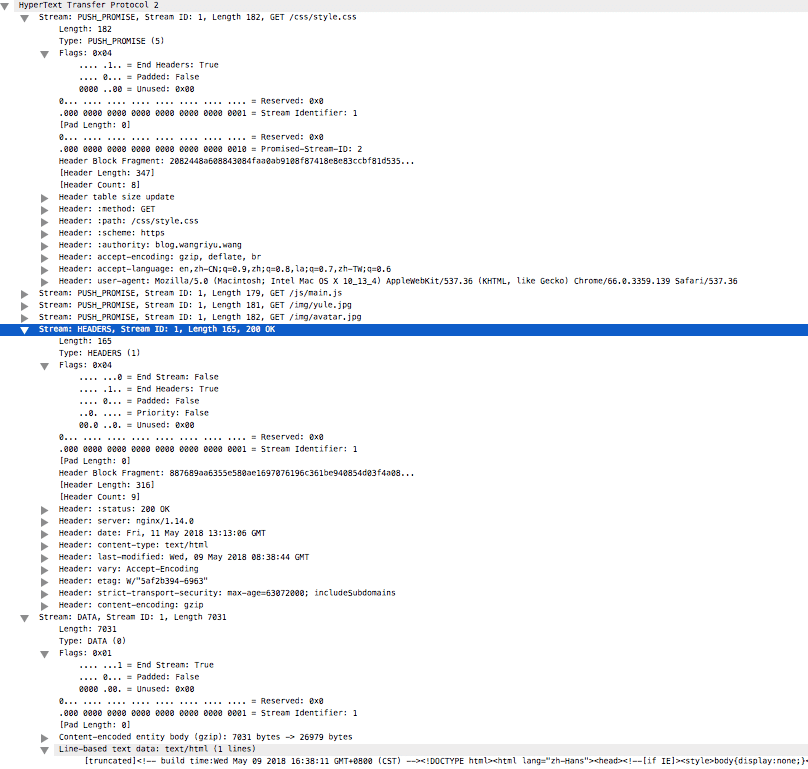 HyperText Transfer Protocol 2
Stream: PUSH_PROMISE, Stream ID: 1, Length 182, GET /css/style.css
Length: 182
Type: PUSH_PROMISE (5)
Flags: 0x04
.... .1.. = End Headers: True
.... 0... = Padded: False
0000 ..00 = Unused: 0x00
0... .... .... .... .... .... .... .... = Reserved: 0x0
.000 0000 0000 0000 0000 0000 0000 0001 = Stream Identifier: 1
[Pad Length: 0]
0... .... .... .... .... .... .... .... = Reserved: 0x0
.000 0000 0000 0000 0000 0000 0000 0010 = Promised-Stream-ID: 2
Header Block Fragment: 2082448a608843084faa0ab9108f87418e8e83ccbf81d535...
[Header Length: 347]
[Header Count: 8]
Header table size update
Header: :method: GET
Header: :path: /css/style.css
Header: :scheme: https
Header: :authority: blog.wangriyu.wang
Header: accept-encoding: gzip, deflate, br
Header: accept-language: en,zh-CN;q=0.9,zh;q=0.8,la;q=0.7,zh-TW;q=0.6
Header: user-agent: Mozilla/5.0 (Macintosh; Intel Mac OS X 10_13_4) AppleWebKit/537.36 (KHTML, like Gecko) Chrome/66.0.3359.139 Safari/537.36
Stream: PUSH_PROMISE, Stream ID: 1, Length 179, GET /js/main.js
Stream: PUSH_PROMISE, Stream ID: 1, Length 181, GET /img/yule.jpg
Stream: PUSH_PROMISE, Stream ID: 1, Length 182, GET /img/avatar.jpg
Stream: HEADERS, Stream ID: 1, Length 165, 200 OK
Length: 165
Type: HEADERS (1)
Flags: 0x04
.... ...0 = End Stream: False
.... .1.. = End Headers: True
.... 0... = Padded: False
..0. .... = Priority: False
00.0 ..0. = Unused: 0x00
0... .... .... .... .... .... .... .... = Reserved: 0x0
.000 0000 0000 0000 0000 0000 0000 0001 = Stream Identifier: 1
[Pad Length: 0]
Header Block Fragment: 887689aa6355e580ae1697076196c361be940854d03f4a08...
[Header Length: 316]
[Header Count: 9]
Header: :status: 200 OK
Header: server: nginx/1.14.0
Header: date: Fri, 11 May 2018 13:13:06 GMT
Header: content-type: text/html
Header: last-modified: Wed, 09 May 2018 08:38:44 GMT
Header: vary: Accept-Encoding
Header: etag: W/"5af2b394-6963"
Header: strict-transport-security: max-age=63072000; includeSubdomains
Header: content-encoding: gzip
Stream: DATA, Stream ID: 1, Length 7031
Length: 7031
Type: DATA (0)
Flags: 0x01
.... ...1 = End Stream: True
.... 0... = Padded: False
0000 .00. = Unused: 0x00
0... .... .... .... .... .... .... .... = Reserved: 0x0
.000 0000 0000 0000 0000 0000 0000 0001 = Stream Identifier: 1
[Pad Length: 0]
Content-encoded entity body (gzip): 7031 bytes -> 26979 bytes
Line-based text data: text/html (1 lines)
[truncated]<!-- build time:Wed May 09 2018 16:38:11 GMT+0800 (CST) --><!DOCTYPE html><html lang="zh-Hans"><head><!--[if IE]><style>body{display:none;}